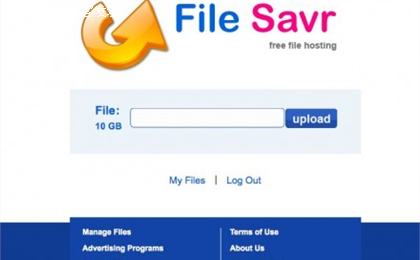 File Savr
free file hosting
File:
10 GB
upload
My Files | Log Out
Manage Files
Terms of Use
Advertising Programs
About Us